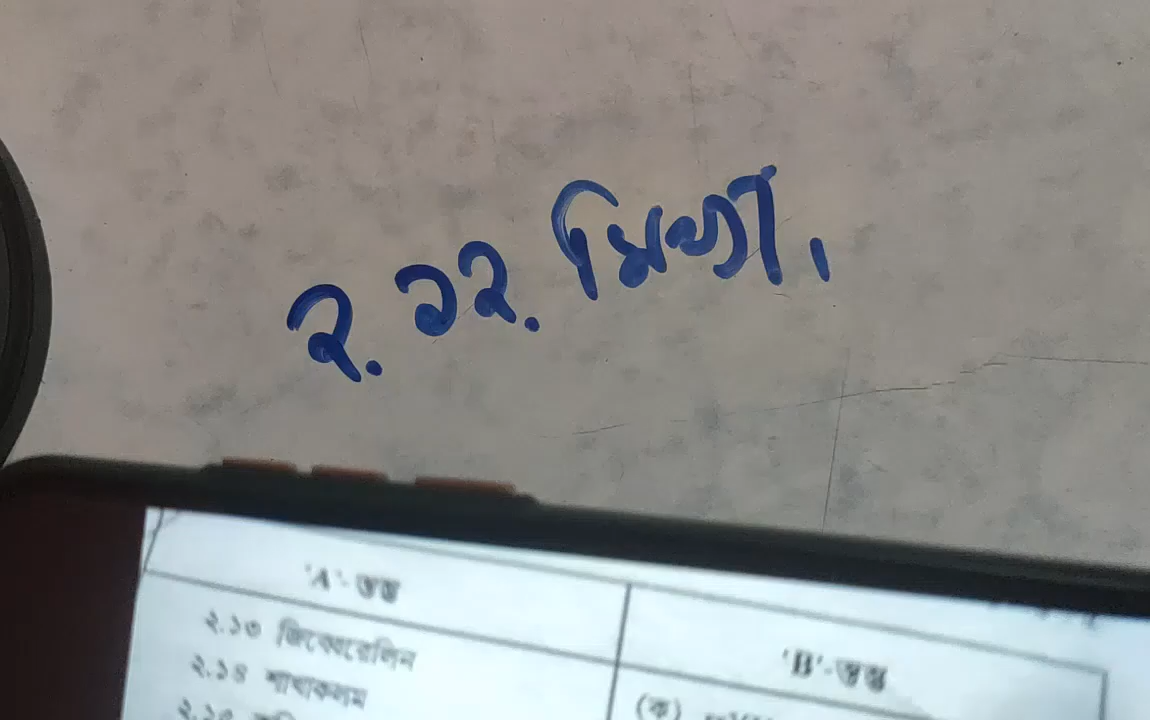 ২. ১২. মিথ্যা,
'A'-স্তম্ভ
'B'-স্তম্ভ
২.১৩ জিব্বেরেলিন
২.১৪ শাখাকলম
(ক)